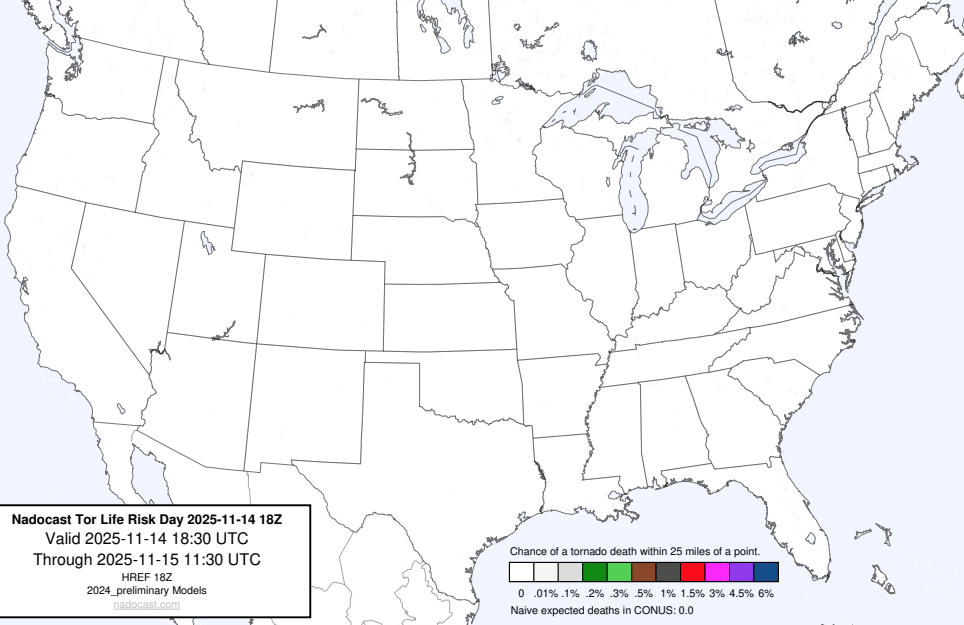 Nadocast Tor Life Risk Day 2025-11-14 18Z
Valid 2025-11-14 18:30 UTC
Through 2025-11-15 11:30 UTC
HREF 18Z
2024_preliminary Models
nadocast.com
Chance of a tornado death within 25 miles of a point.
0 .01% .1% .2% .3% .5% 1% 1.5% 3% 4.5% 6%
Naive expected deaths in CONUS: 0.0